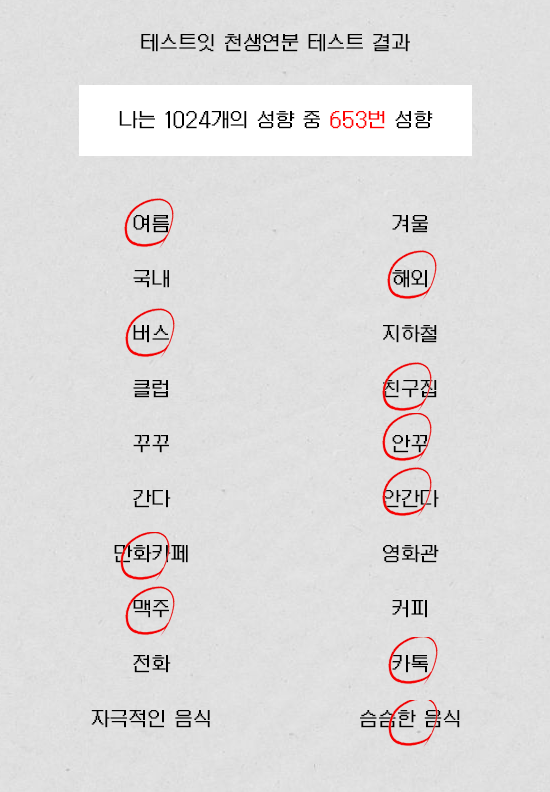 테스트잇 천생연분 테스트 결과
나는 1024개의 성향 중 653번 성향
여름 겨울
국내 해외
버스 지하철
클럽 친구집
꾸꾸 안꾸
간다 안간다
만화카페 영화관
맥주 커피
전화 카톡
자극적인 음식 슴슴한 음식